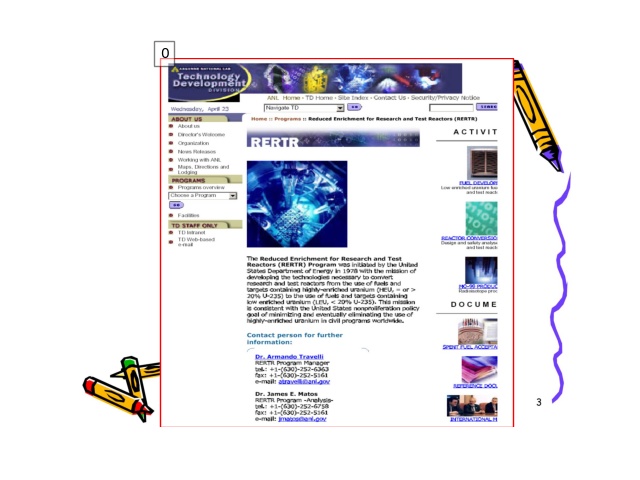 0
ARGONNE NATIONAL LAB
Technology
Development
DIVISION
ANL Home · TD Home · Site Index · Contact Us · Security/Privacy Notice
Wednesday, April 23
Navigate TD
Home :: Programs :: Reduced Enrichment for Research and Test Reactors (RERTR)
ABOUT US
About us
Director's Welcome
Organization
News Releases
Working with ANL
Maps, Directions and
Lodging
PROGRAMS
Programs overview
Choose a Program
Facilities
TD STAFF ONLY
TD Intranet
TD Web-based
e-mail
RERTR
The Reduced Enrichment for Research and Test
Reactors (RERTR) Program was initiated by the United
States Department of Energy in 1978 with the mission of
developing the technologies necessary to convert
research and test reactors from the use of fuels and
targets containing highly-enriched uranium (HEU, = or >
20% U-235) to the use of fuels and targets containing
low enriched uranium (LEU, < 20% U-235). This mission
is consistent with the United States nonproliferation policy
goal of minimizing and eventually eliminating the use of
highly-enriched uranium in civil programs worldwide.
Contact person for further
information:
Dr. Armando Travelli
RERTR Program Manager
tel.: +1-(630)-252-6363
fax: +1-(630)-252-5161
e-mail: atravelli@anl.gov
Dr. James E. Matos
RERTR Program -Analysis-
tel.: +1-(630)-252-6758
fax: +1-(630)-252-5161
e-mail: jmatos@anl.gov
ACTIVIT
FUEL DEVELOP
Low enriched uranium fue
and test reach
REACTOR CONVERSION
Design and safety analyse
and test reach
MO-99 PRODUC
Radioisotope proc
DOCUME
SPENT FUEL ACCEPTA
REFERENCE DOCU
INTERNATIONAL M
3